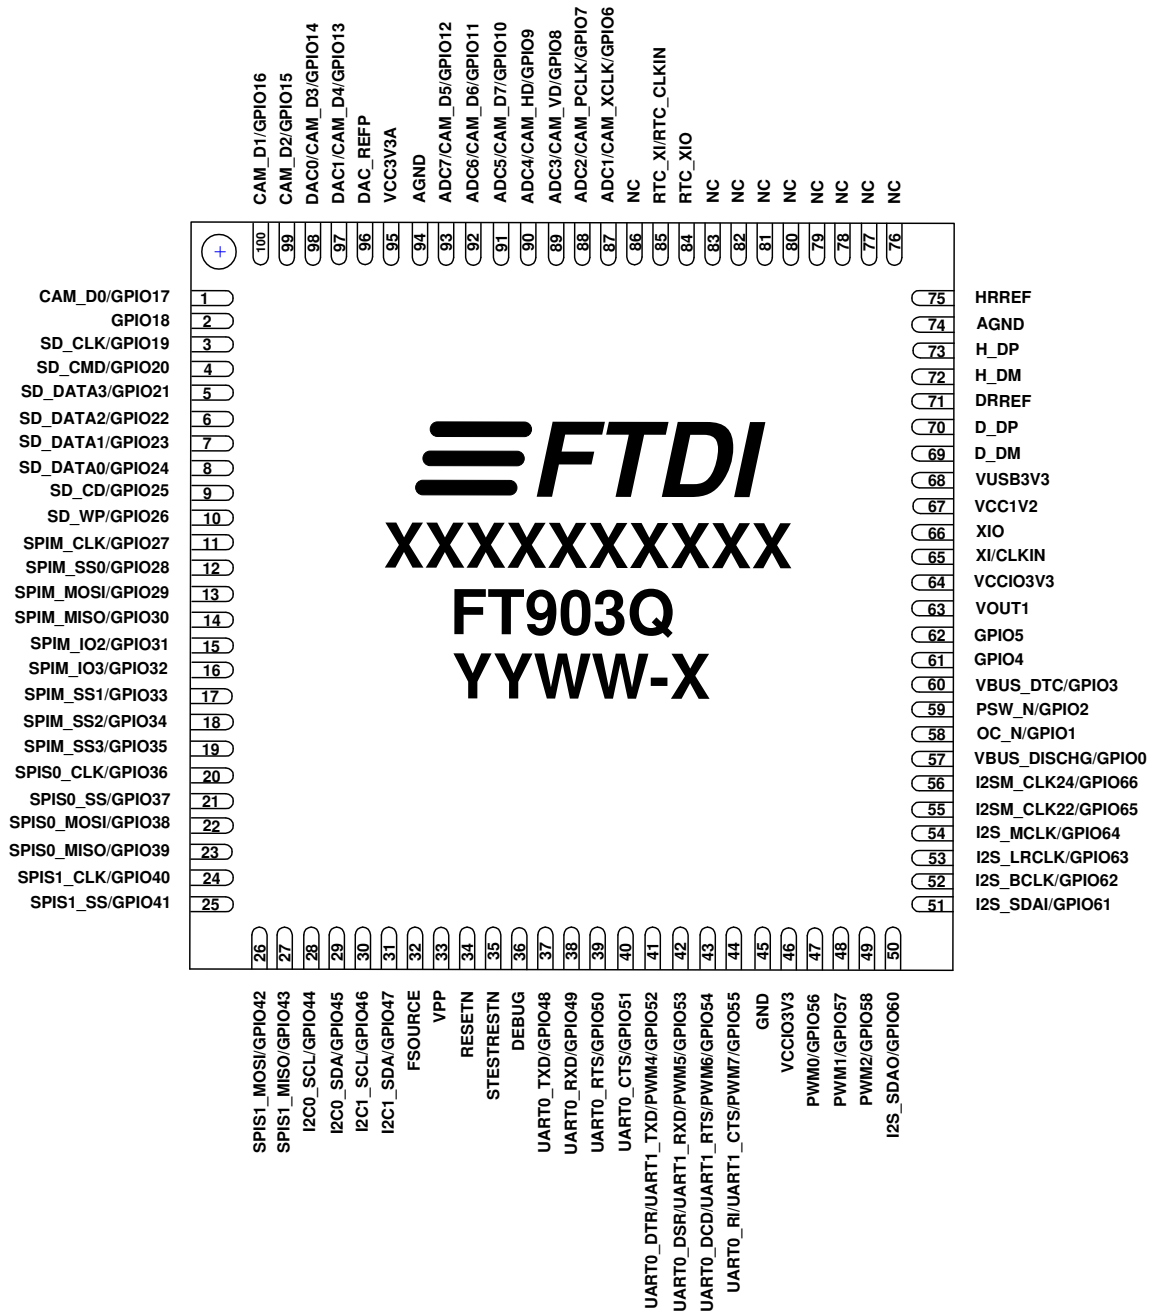 CAM_D1/GPIO16
CAM_D2/GPIO15
DAC0/CAM_D3/GPIO14
DAC1/CAM_D4/GPIO13
DAC_REFP
VCC3V3A
AGND
ADC7/CAM_D5/GPIO12
ADC6/CAM_D6/GPIO11
ADC5/CAM_D7/GPIO10
ADC4/CAM_HD/GPIO9
ADC3/CAM_VD/GPIO8
ADC2/CAM_PCLK/GPIO7
ADC1/CAM_XCLK/GPIO6
NC
RTC_XI/RTC_CLKIN
RTC_XIO
NC
NC
NC
NC
NC
NC
NC
NC
100
99
98
97
96
95
94
93
92
91
90
89
88
87
86
85
84
83
82
81
80
79
78
77
76
CAM_D0/GPIO17 1
GPIO18 2
SD_CLK/GPIO19 3
SD_CMD/GPIO20 4
SD_DATA3/GPIO21 5
SD_DATA2/GPIO22 6
SD_DATA1/GPIO23 7
SD_DATA0/GPIO24 8
SD_CD/GPIO25 9
SD_WP/GPIO26 10
SPIM_CLK/GPIO27 11
SPIM_SS0/GPIO28 12
SPIM_MOSI/GPIO29 13
SPIM_MISO/GPIO30 14
SPIM_IO2/GPIO31 15
SPIM_IO3/GPIO32 16
SPIM_SS1/GPIO33 17
SPIM_SS2/GPIO34 18
SPIM_SS3/GPIO35 19
SPIS0_CLK/GPIO36 20
SPIS0_SS/GPIO37 21
SPIS0_MOSI/GPIO38 22
SPIS0_MISO/GPIO39 23
SPIS1_CLK/GPIO40 24
SPIS1_SS/GPIO41 25
FTDI
XXXXXXXXXX
FT903Q
YYWW-X
75 HRREF
74 AGND
73 H_DP
72 H_DM
71 DRREF
70 D_DP
69 D_DM
68 VUSB3V3
67 VCC1V2
66 XIO
65 XI/CLKIN
64 VCCIO3V3
63 VOUT1
62 GPIO5
61 GPIO4
60 VBUS_DTC/GPIO3
59 PSW_N/GPIO2
58 OC_N/GPIO1
57 VBUS_DISCHG/GPIO0
56 I2SM_CLK24/GPIO66
55 I2SM_CLK22/GPIO65
54 I2S_MCLK/GPIO64
53 I2S_LRCLK/GPIO63
52 I2S_BCLK/GPIO62
51 I2S_SDAI/GPIO61
26
27
28
29
30
31
32
33
34
35
36
37
38
39
40
41
42
43
44
45
46
47
48
49
50
SPIS1_MOSI/GPIO42
SPIS1_MISO/GPIO43
I2C0_SCL/GPIO44
I2C0_SDA/GPIO45
I2C1_SCL/GPIO46
I2C1_SDA/GPIO47
FSOURCE
VPP
RESETN
STESTRESTN
DEBUG
UART0_TXD/GPIO48
UART0_RXD/GPIO49
UART0_RTS/GPIO50
UART0_CTS/GPIO51
UART0_DTR/UART1_TXD/PWM4/GPIO52
UART0_DSR/UART1_RXD/PWM5/GPIO53
UART0_DCD/UART1_RTS/PWM6/GPIO54
UART0_RI/UART1_CTS/PWM7/GPIO55
GND
VCCIO3V3
PWM0/GPIO56
PWM1/GPIO57
PWM2/GPIO58
I2S_SDAO/GPIO60